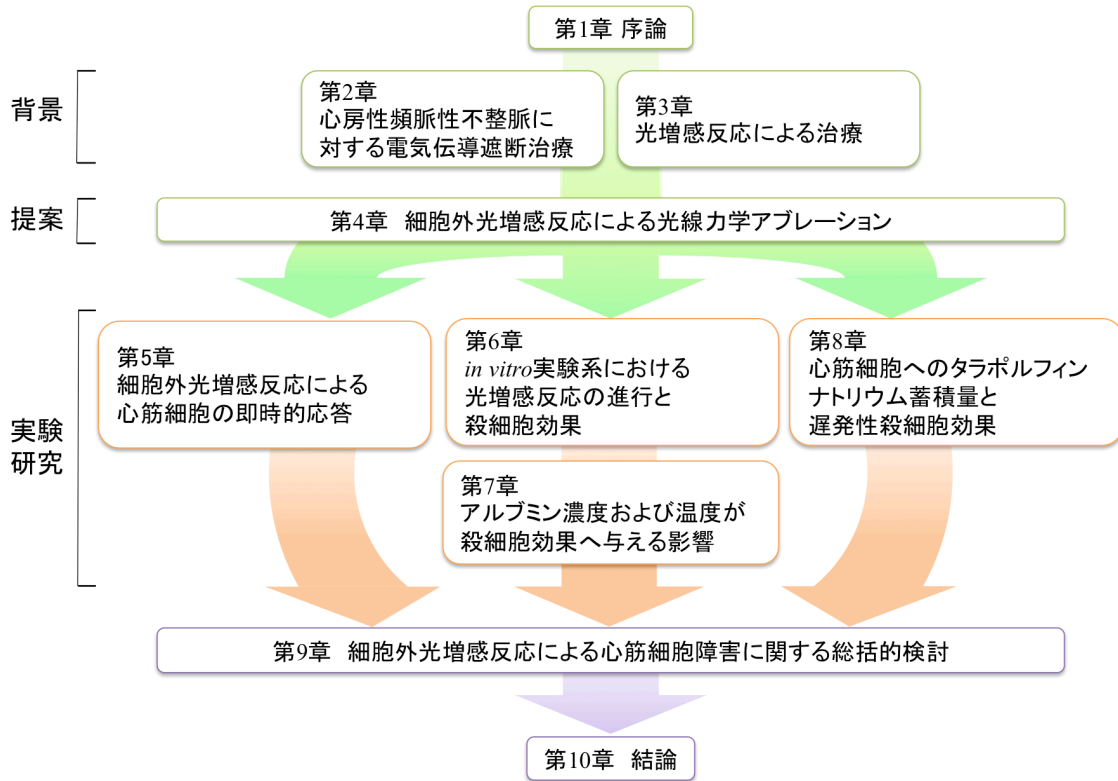 第1章 序論
背景
第2章
心房性頻脈性不整脈に
対する電気伝導遮断治療
第3章
光増感反応による治療
提案
第4章 細胞外光増感反応による光線力学アブレーション
実験
研究
第5章
細胞外光増感反応による
心筋細胞の即時的応答
第6章
in vitro実験系における
光増感反応の進行と
殺細胞効果
第8章
心筋細胞へのタラポルフィン
ナトリウム蓄積量と
遅発性殺細胞効果
第7章
アルブミン濃度および温度が
殺細胞効果へ与える影響
第9章 細胞外光増感反応による心筋細胞障害に関する総括的検討
第10章 結論